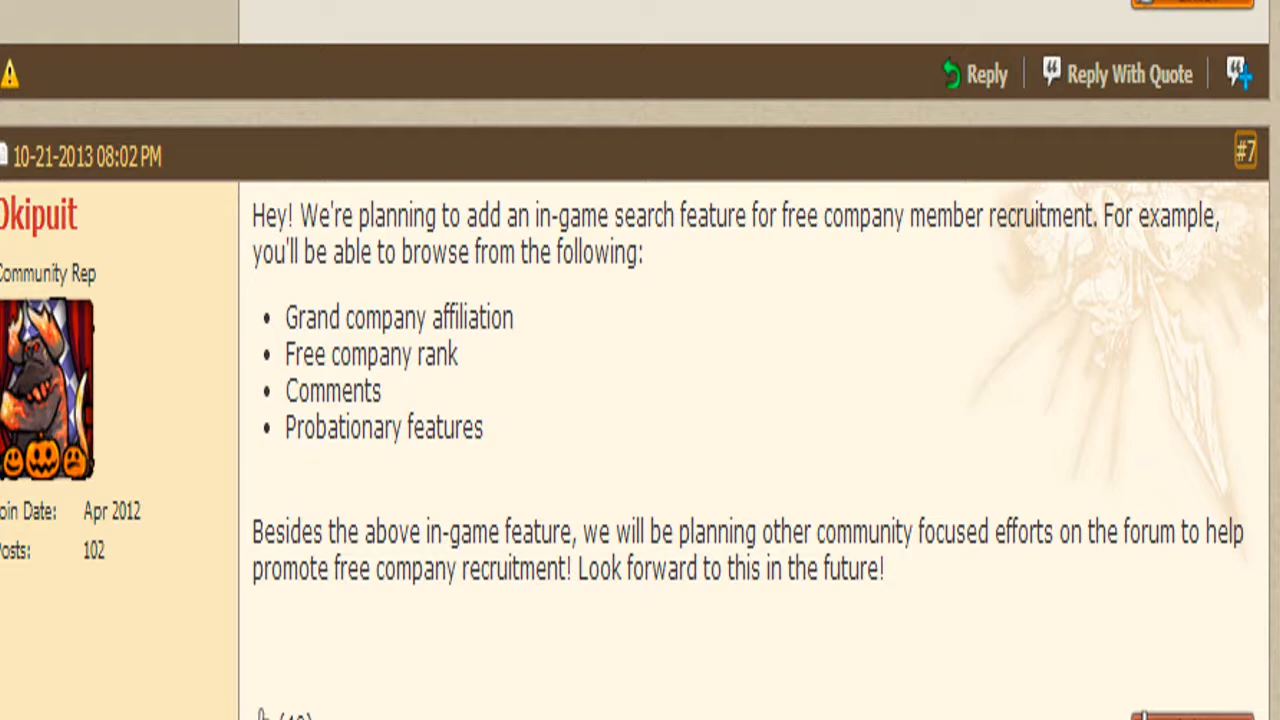 Reply
Reply With Quote
10-21-2013 08:02 PM
#7
Okipuit
Hey! We're planning to add an in-game search feature for free company member recruitment. For example,
you'll be able to browse from the following:
Community Rep
• Grand company affiliation
• Free company rank
• Comments
• Probationary features
Join Date: Apr 2012
Posts: 102
Besides the above in-game feature, we will be planning other community focused efforts on the forum to help
promote free company recruitment! Look forward to this in the future!